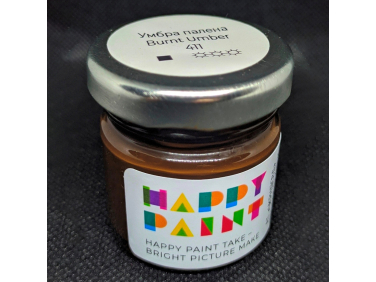 Умбра палена
Burnt Umber
411
HAPPY
PAINT
HAPPY PAINT TAKE –
BRIGHT PICTURE MAKE